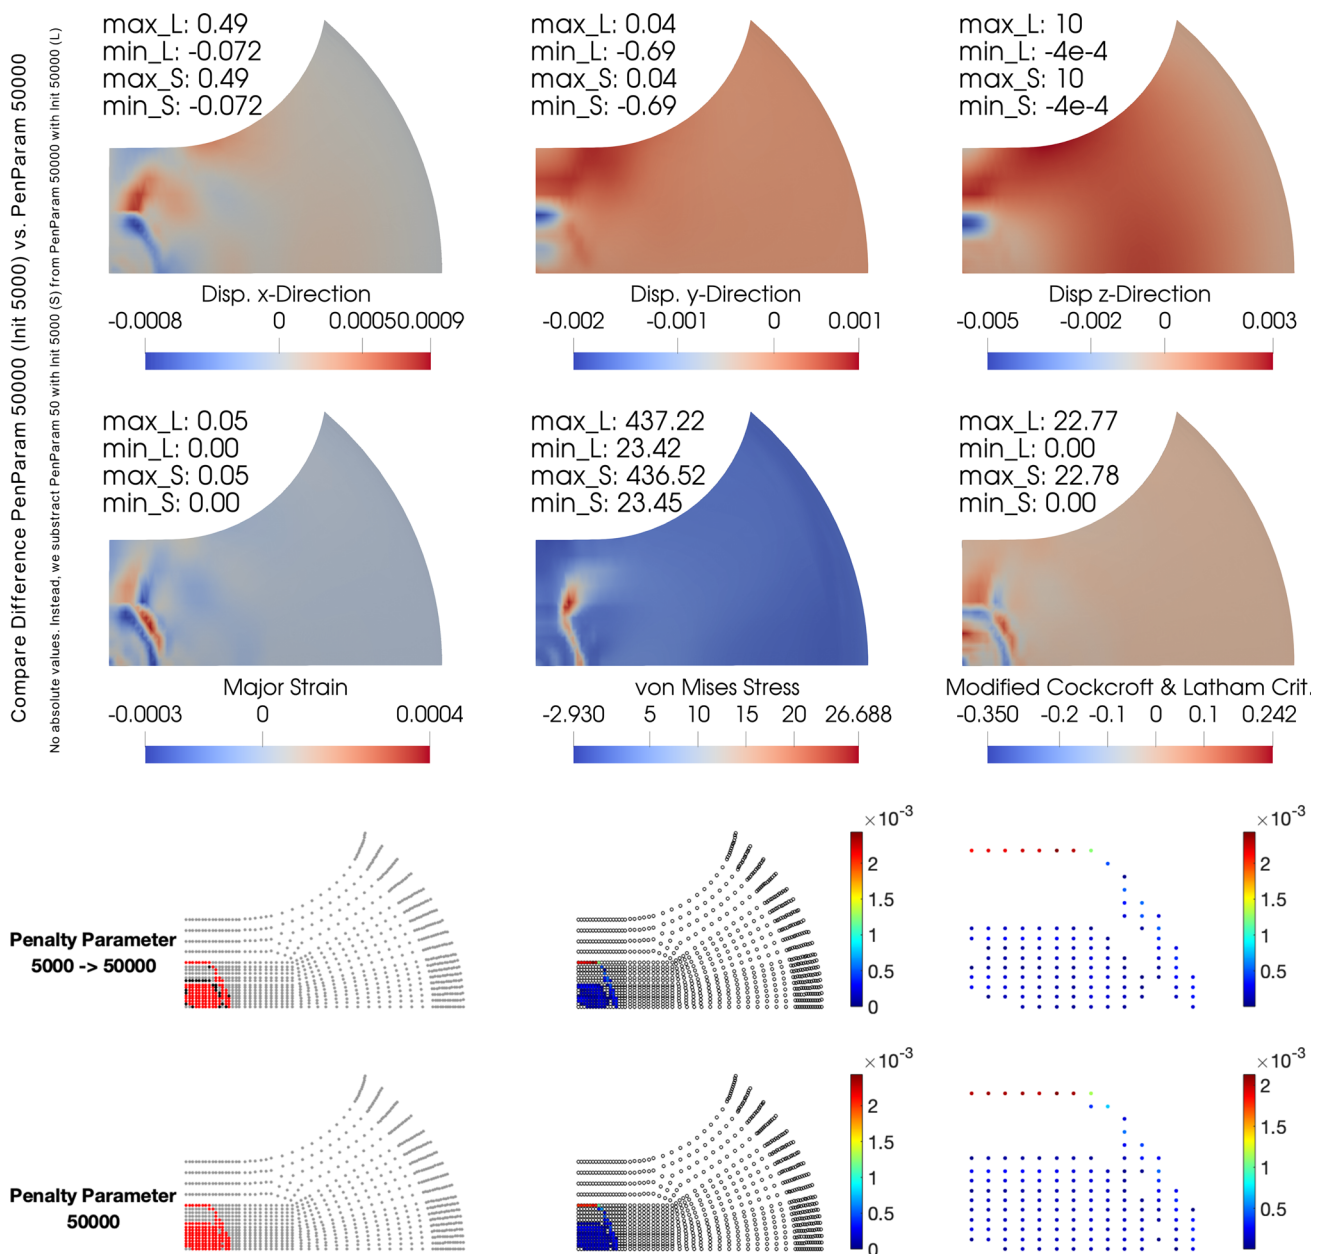 Compare Difference PenParam 50000 (Init 5000) vs. PenParam 50000
No absolute values. Instead, we substract PenParam 50 with Init 5000 (S) from PenParam 50000 with Init 50000 (L)
max_L: 0.49
min_L: -0.072
max_S: 0.49
min_S: -0.072
Disp. x-Direction
-0.0008 0 0.00050.0009
max_L: 0.04
min_L: -0.69
max_S: 0.04
min_S: -0.69
Disp. y-Direction
-0.002 -0.001 0 0.001
max_L: 10
min_L: -4e-4
max_S: 10
min_S: -4e-4
Disp z-Direction
-0.005 -0.002 0 0.003
max_L: 0.05
min_L: 0.00
max_S: 0.05
min_S: 0.00
Major Strain
-0.0003 0 0.0004
max_L: 437.22
min_L: 23.42
max_S: 436.52
min_S: 23.45
von Mises Stress
-2.930 5 10 15 20 26.688
max_L: 22.77
min_L: 0.00
max_S: 22.78
min_S: 0.00
Modified Cockcroft & Latham Crit.
-0.350 -0.2 -0.1 0 0.1 0.242
Penalty Parameter
5000 -> 50000
×10-3
2
1.5
1
0.5
0
×10-3
2
1.5
1
0.5
Penalty Parameter
50000
×10-3
2
1.5
1
0.5
0
×10-3
2
1.5
1
0.5